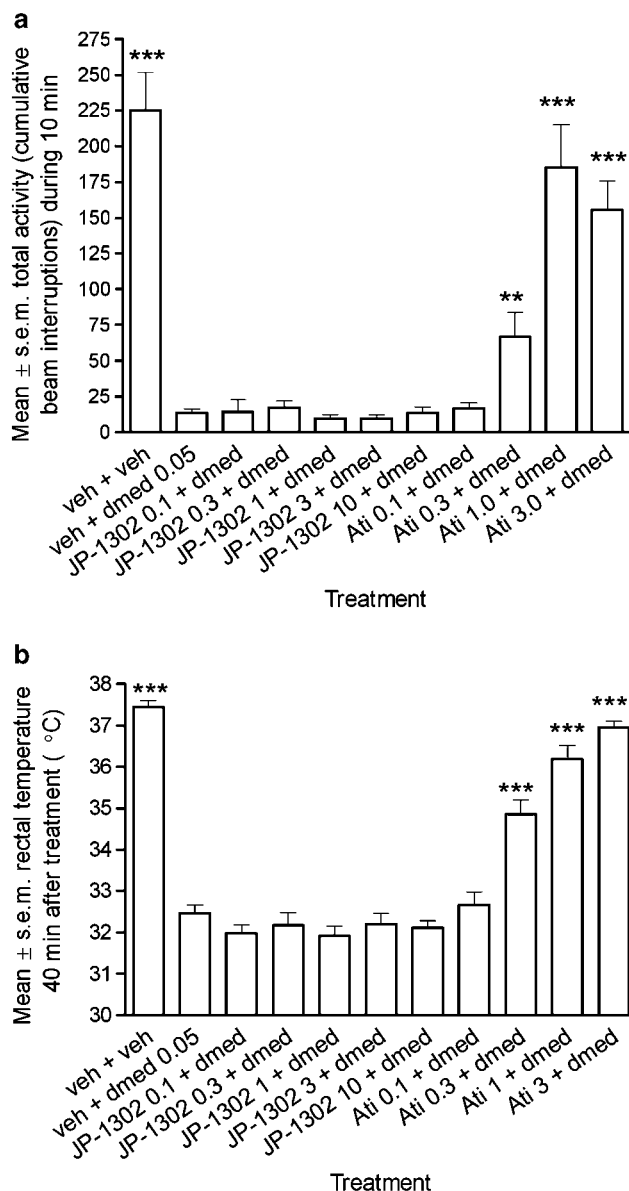 a
Mean ± s.e.m. total activity (cumulative
beam interruptions) during 10 min
275
250
225
200
175
150
125
100
75
50
25
0
***
**
***
***
veh + veh
veh + dmed 0.05
JP-1302 0.1 + dmed
JP-1302 0.3 + dmed
JP-1302 1 + dmed
JP-1302 3 + dmed
JP-1302 10 + dmed
Ati 0.1 + dmed
Ati 0.3 + dmed
Ati 1.0 + dmed
Ati 3.0 + dmed
Treatment
b
Mean ± s.e.m. rectal temperature
40 min after treatment ( °C)
38
37
36
35
34
33
32
31
30
***
***
***
***
veh + veh
veh + dmed 0.05
JP-1302 0.1 + dmed
JP-1302 0.3 + dmed
JP-1302 1 + dmed
JP-1302 3 + dmed
JP-1302 10 + dmed
Ati 0.1 + dmed
Ati 0.3 + dmed
Ati 1 + dmed
Ati 3 + dmed
Treatment